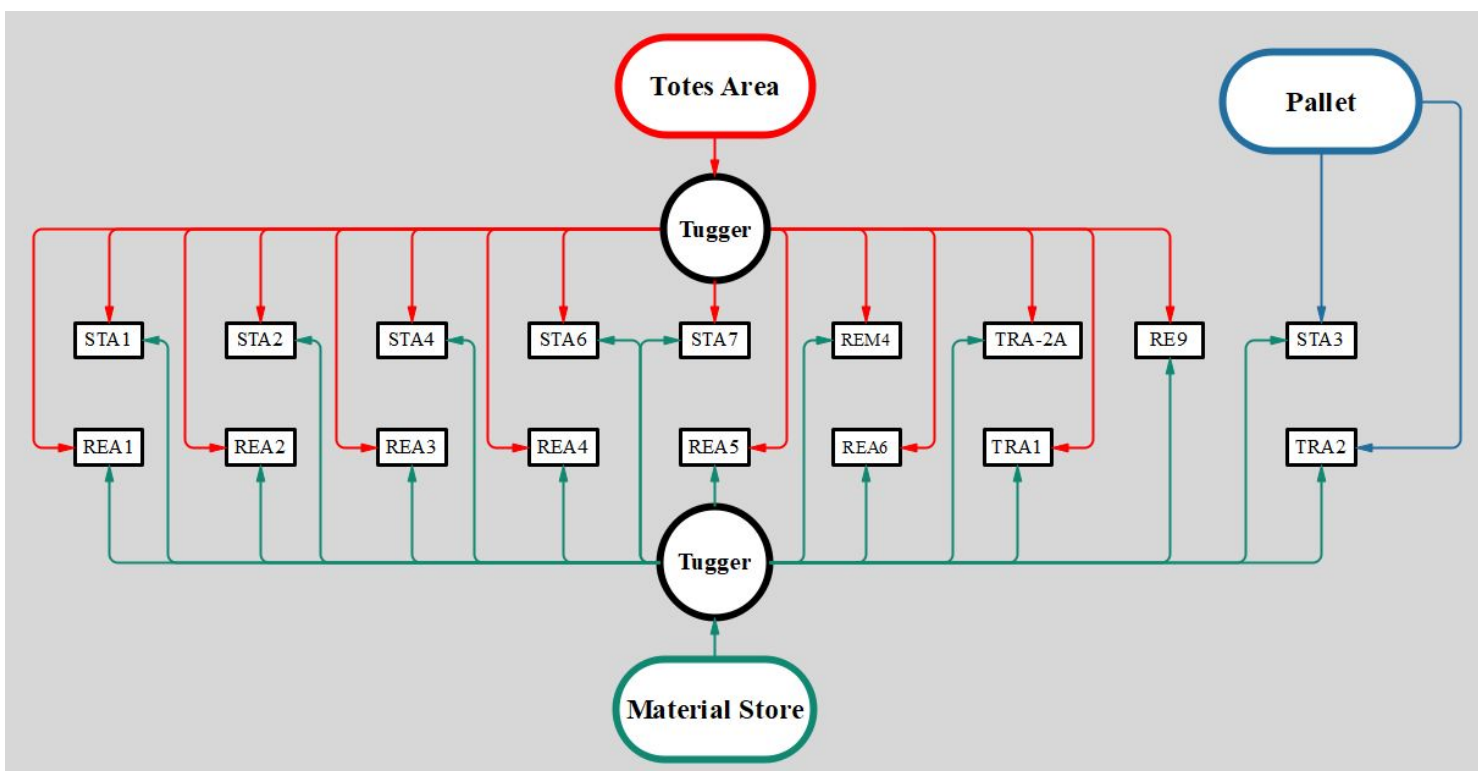 Totes Area
Pallet
Tugger
STA1
STA2
STA4
STA6
STA7
REM4
TRA-2A
RE9
STA3
REA1
REA2
REA3
REA4
REA5
REA6
TRA1
TRA2
Tugger
Material Store